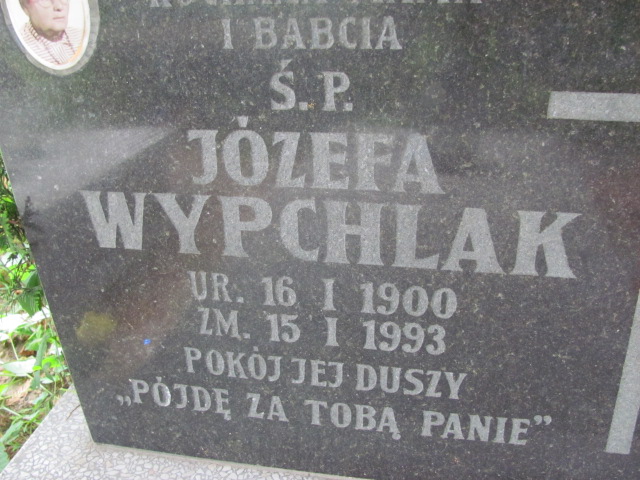 I BABCIA
Ś.P.
JÓZEFA
WYPCHLAK
UR. 16 I 1900
ZM. 15 I 1993
POKÓJ JEJ DUSZY
„PÓJDĘ ZA TOBĄ PANIE”